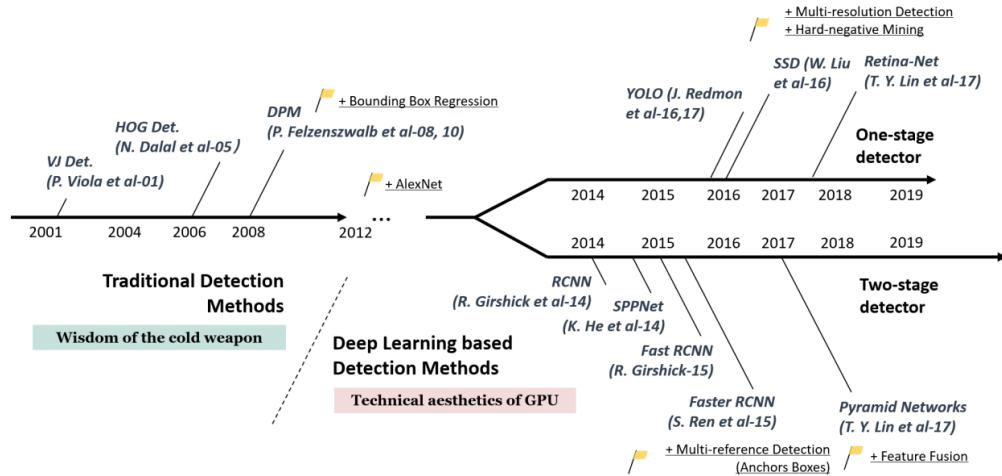 + Multi-resolution Detection
+ Hard-negative Mining
SSD (W. Liu
et al-16)
Retina-Net
(T. Y. Lin et al-17)
YOLO (J. Redmon
et al-16,17)
+ Bounding Box Regression
DPM
(P. Felzenszwalb et al-08, 10)
HOG Det.
(N. Dalal et al-05)
VJ Det.
(P. Viola et al-01)
+ AlexNet
One-stage
detector
2014 2015 2016 2017 2018 2019
...
2001 2004 2006 2008 2012
2014 2015 2016 2017 2018 2019
Two-stage
detector
Traditional Detection
Methods
Wisdom of the cold weapon
RCNN
(R. Girshick et al-14)
SPPNet
(K. He et al-14)
Fast RCNN
(R. Girshick-15)
Deep Learning based
Detection Methods
Technical aesthetics of GPU
Faster RCNN
(S. Ren et al-15)
Pyramid Networks
(T. Y. Lin et al-17)
+ Multi-reference Detection
(Anchors Boxes)
+ Feature Fusion